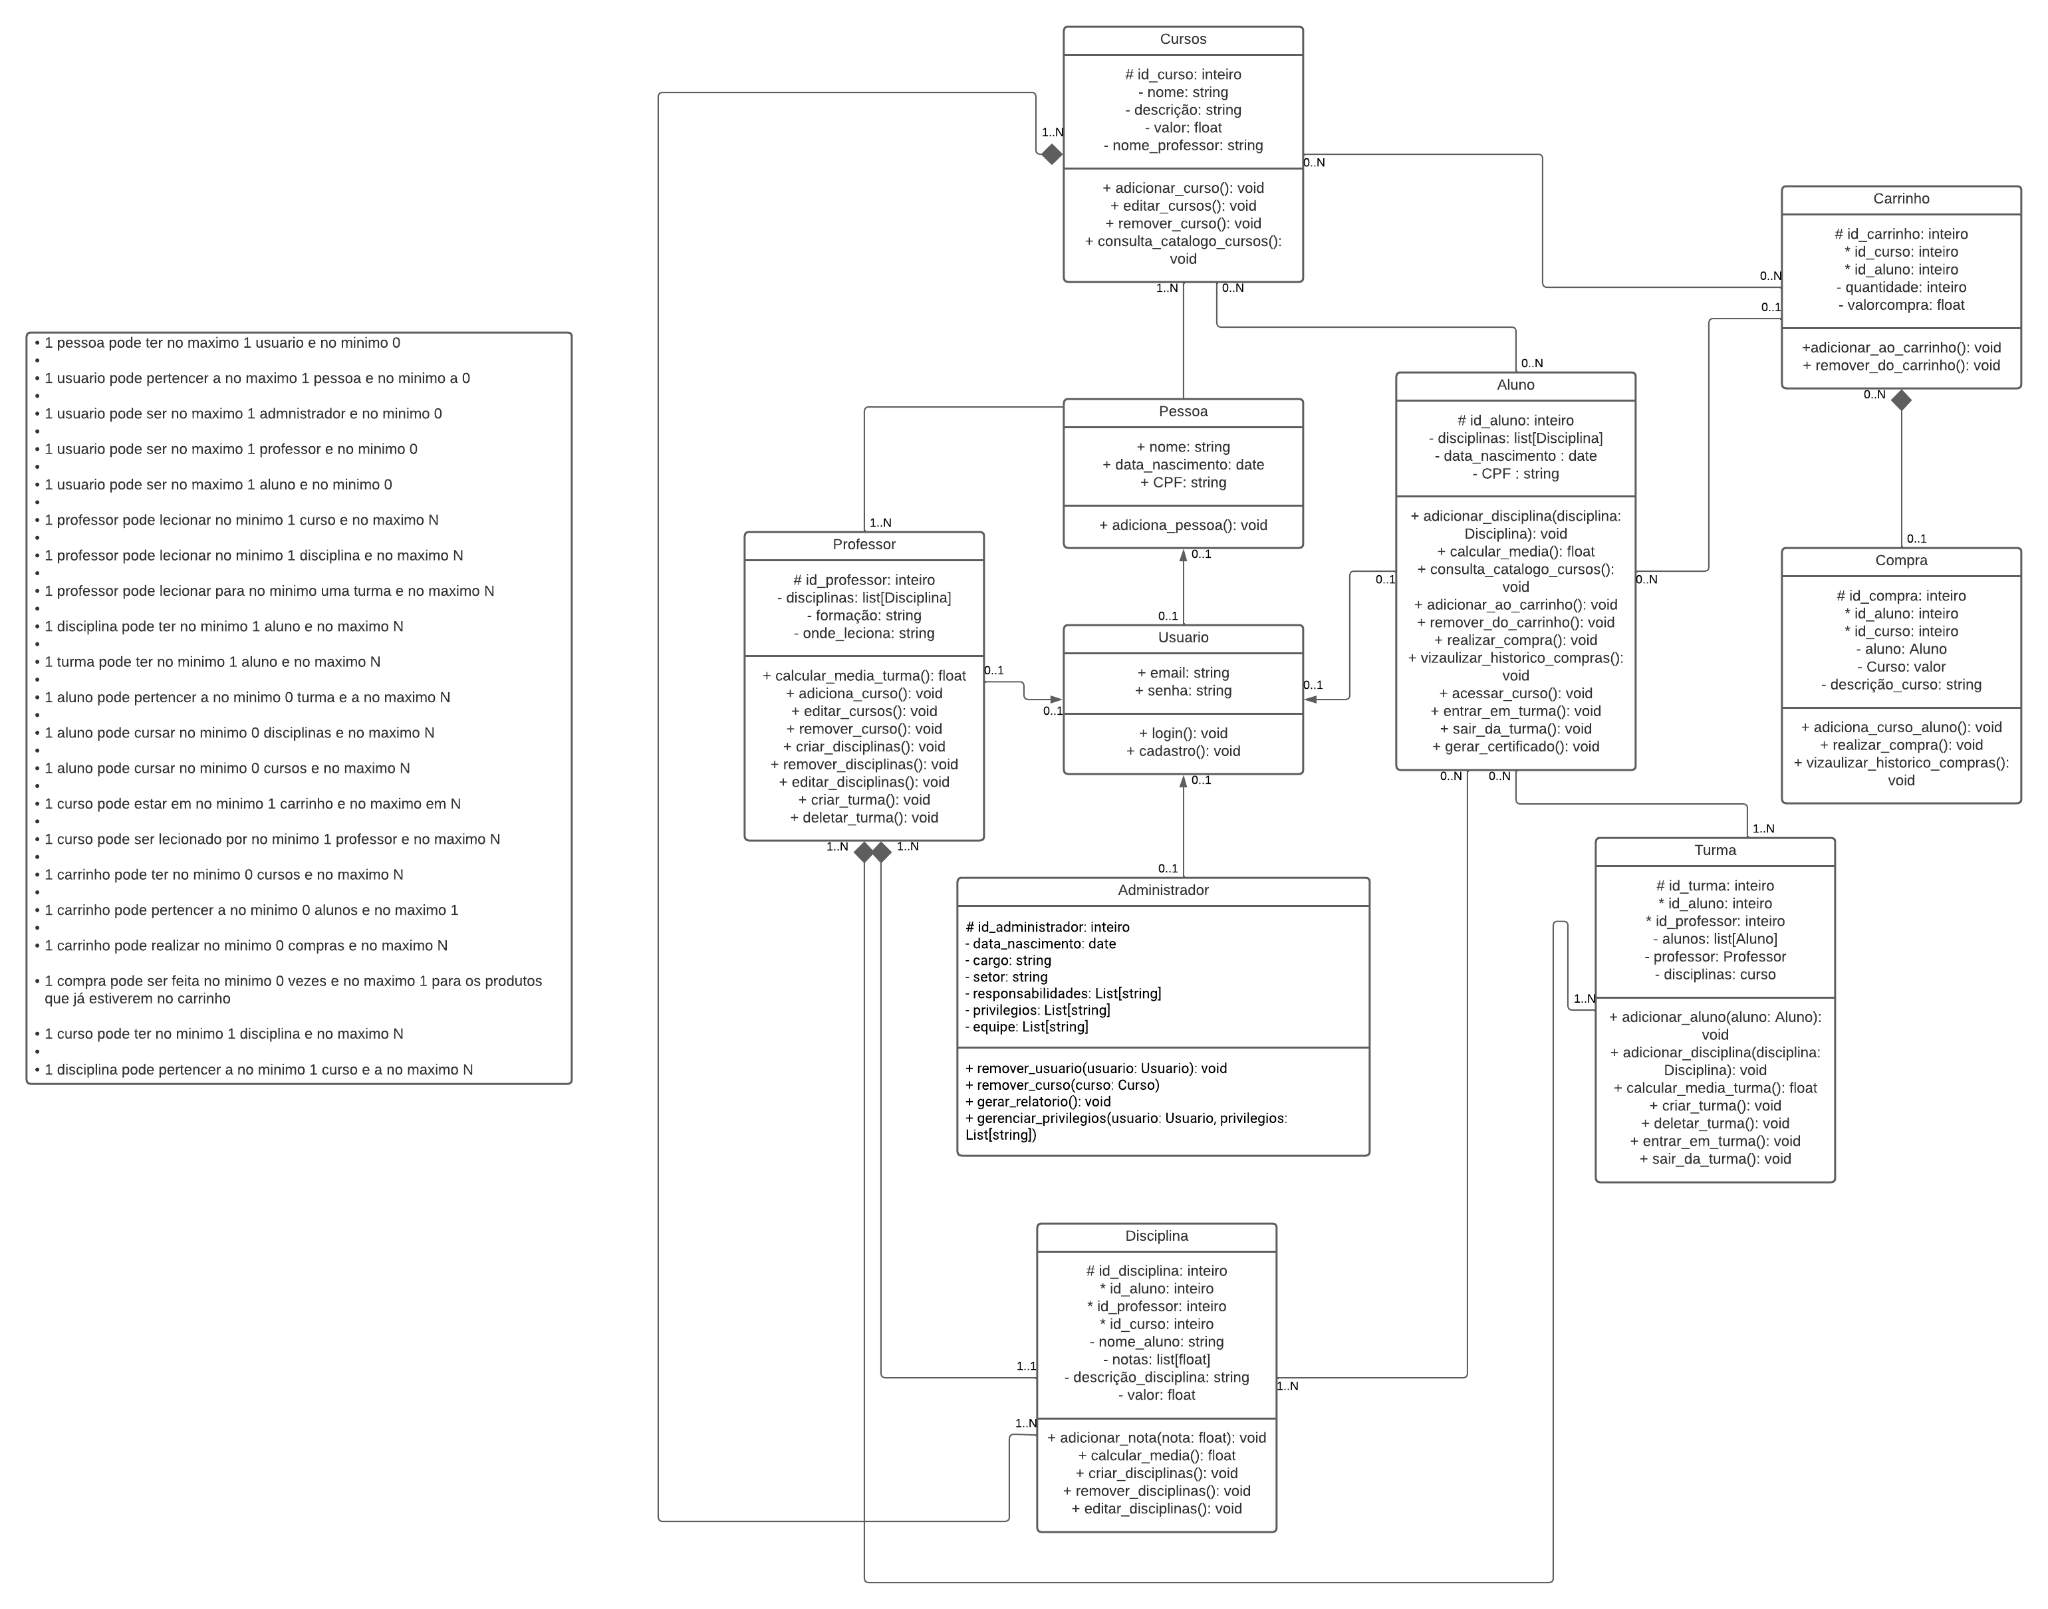 Cursos
# id_curso: inteiro
- nome: string
- descrição: string
- valor: float
- nome_professor: string
+ adicionar_curso(): void
+ editar_cursos(): void
+ remover_curso(): void
+ consulta_catalogo_cursos():
void
1..N
0..N
1..N
0..N
Carrinho
# id_carrinho: inteiro
* id_curso: inteiro
* id_aluno: inteiro
- quantidade: inteiro
- valorcompra: float
+adicionar_ao_carrinho(): void
+ remover_do_carrinho(): void
0..N
0..1
0..N
• 1 pessoa pode ter no maximo 1 usuario e no minimo 0
•
• 1 usuario pode pertencer a no maximo 1 pessoa e no minimo a 0
•
• 1 usuario pode ser no maximo 1 admnistrador e no minimo 0
•
• 1 usuario pode ser no maximo 1 professor e no minimo 0
•
• 1 usuario pode ser no maximo 1 aluno e no minimo 0
•
• 1 professor pode lecionar no minimo 1 curso e no maximo N
•
• 1 professor pode lecionar no minimo 1 disciplina e no maximo N
•
• 1 professor pode lecionar para no minimo uma turma e no maximo N
•
• 1 disciplina pode ter no minimo 1 aluno e no maximo N
•
• 1 turma pode ter no minimo 1 aluno e no maximo N
•
• 1 aluno pode pertencer a no minimo 0 turma e a no maximo N
•
• 1 aluno pode cursar no minimo 0 disciplinas e no maximo N
•
• 1 aluno pode cursar no minimo 0 cursos e no maximo N
•
• 1 curso pode estar em no minimo 1 carrinho e no maximo em N
•
• 1 curso pode ser lecionado por no minimo 1 professor e no maximo N
•
• 1 carrinho pode ter no minimo 0 cursos e no maximo N
•
• 1 carrinho pode pertencer a no minimo 0 alunos e no maximo 1
•
• 1 carrinho pode realizar no minimo 0 compras e no maximo N
• 1 compra pode ser feita no minimo 0 vezes e no maximo 1 para os produtos
que já estiverem no carrinho
• 1 curso pode ter no minimo 1 disciplina e no maximo N
•
• 1 disciplina pode pertencer a no minimo 1 curso e a no maximo N
Pessoa
+ nome: string
+ data_nascimento: date
+ CPF: string
+ adiciona_pessoa(): void
0..1
0..N
Aluno
# id_aluno: inteiro
- disciplinas: list[Disciplina]
- data_nascimento : date
- CPF : string
+ adicionar_disciplina(disciplina:
Disciplina): void
+ calcular_media(): float
+ consulta_catalogo_cursos():
void
+ adicionar_ao_carrinho(): void
+ remover_do_carrinho(): void
+ realizar_compra(): void
+ vizaulizar_historico_compras():
void
+ acessar_curso(): void
+ entrar_em_turma(): void
+ sair_da_turma(): void
+ gerar_certificado(): void
0..1
0..N
0..N
0..N
1..N
Professor
# id_professor: inteiro
- disciplinas: list[Disciplina]
- formação: string
- onde_leciona: string
+ calcular_media_turma(): float
+ adiciona_curso(): void
+ editar_cursos(): void
+ remover_curso(): void
+ criar_disciplinas(): void
+ remover_disciplinas(): void
+ editar_disciplinas(): void
+ criar_turma(): void
+ deletar_turma(): void
0..1
1..N
1..N
0..1
Usuario
+ email: string
+ senha: string
+ login(): void
+ cadastro(): void
0..1
0..1
0..1
0..1
Compra
# id_compra: inteiro
* id_aluno: inteiro
* id_curso: inteiro
- aluno: Aluno
- Curso: valor
- descrição_curso: string
+ adiciona_curso_aluno(): void
+ realizar_compra(): void
+ vizaulizar_historico_compras():
void
0..1
Administrador
# id_administrador: inteiro
- data_nascimento: date
- cargo: string
- setor: string
- responsabilidades: List[string]
- privilegios: List[string]
- equipe: List[string]
+ remover_usuario(usuario: Usuario): void
+ remover_curso(curso: Curso)
+ gerar_relatorio(): void
+ gerenciar_privilegios(usuario: Usuario, privilegios:
List[string])
1..N
Turma
# id_turma: inteiro
* id_aluno: inteiro
* id_professor: inteiro
- alunos: list[Aluno]
- professor: Professor
- disciplinas: curso
1..N
+ adicionar_aluno(aluno: Aluno):
void
+ adicionar_disciplina(disciplina:
Disciplina): void
+ calcular_media_turma(): float
+ criar_turma(): void
+ deletar_turma(): void
+ entrar_em_turma(): void
+ sair_da_turma(): void
Disciplina
# id_disciplina: inteiro
* id_aluno: inteiro
* id_professor: inteiro
* id_curso: inteiro
- nome_aluno: string
- notas: list[float]
- descrição_disciplina: string
- valor: float
1..1
1..N
1..N
+ adicionar_nota(nota: float): void
+ calcular_media(): float
+ criar_disciplinas(): void
+ remover_disciplinas(): void
+ editar_disciplinas(): void